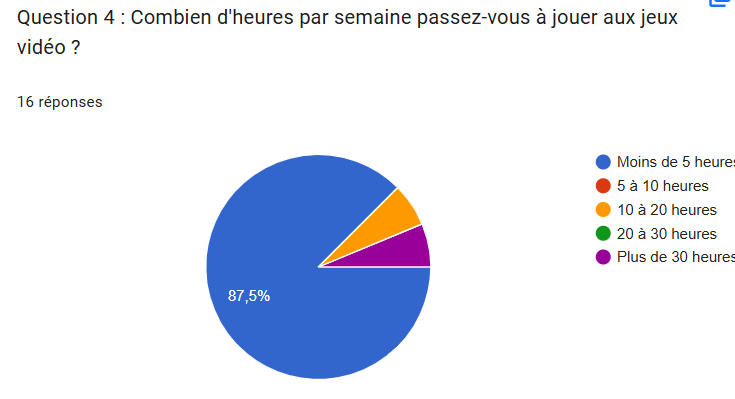 Question 4 : Combien d'heures par semaine passez-vous à jouer aux jeux
vidéo ?
16 réponses
Moins de 5 heures
5 à 10 heures
10 à 20 heures
20 à 30 heures
Plus de 30 heures
87,5%